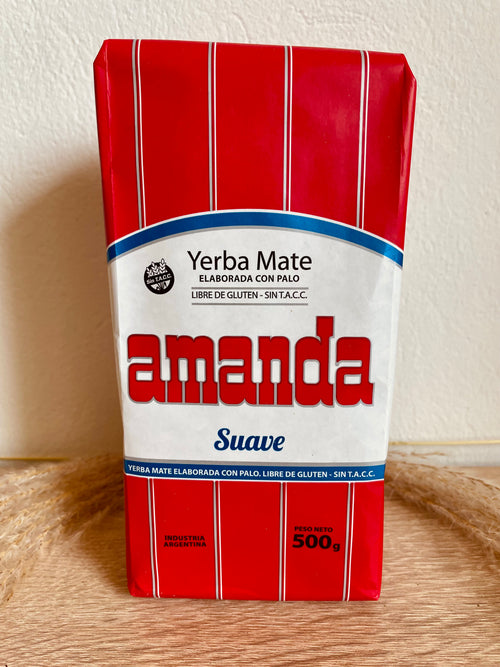 Sin T.A.C.C.
Yerba Mate
ELABORADA CON PALO
LIBRE DE GLUTEN - SIN T.A.C.C.
amanda
Suave
YERBA MATE ELABORADA CON PALO. LIBRE DE GLUTEN - SIN T.A.C.C.
INDUSTRIA
ARGENTINA
PESO NETO
500g